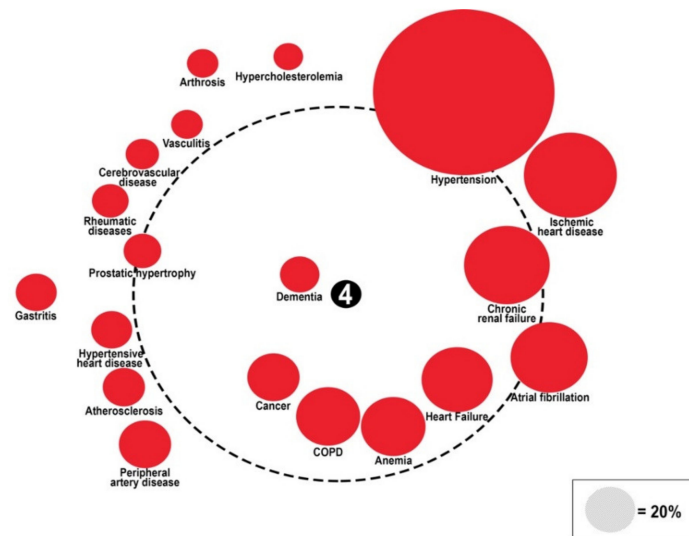 Arthrosis
Hypercholesterolemia
Vasculitis
Cerebrovascular
disease
Hypertension
Rheumatic
diseases
Ischemic
heart disease
Prostatic hypertrophy
Dementia
4
Gastritis
Chronic
renal failure
Hypertensive
heart disease
Atherosclerosis
Cancer
Heart Failure
Atrial fibrillation
COPD
Anemia
Peripheral
artery disease
= 20%